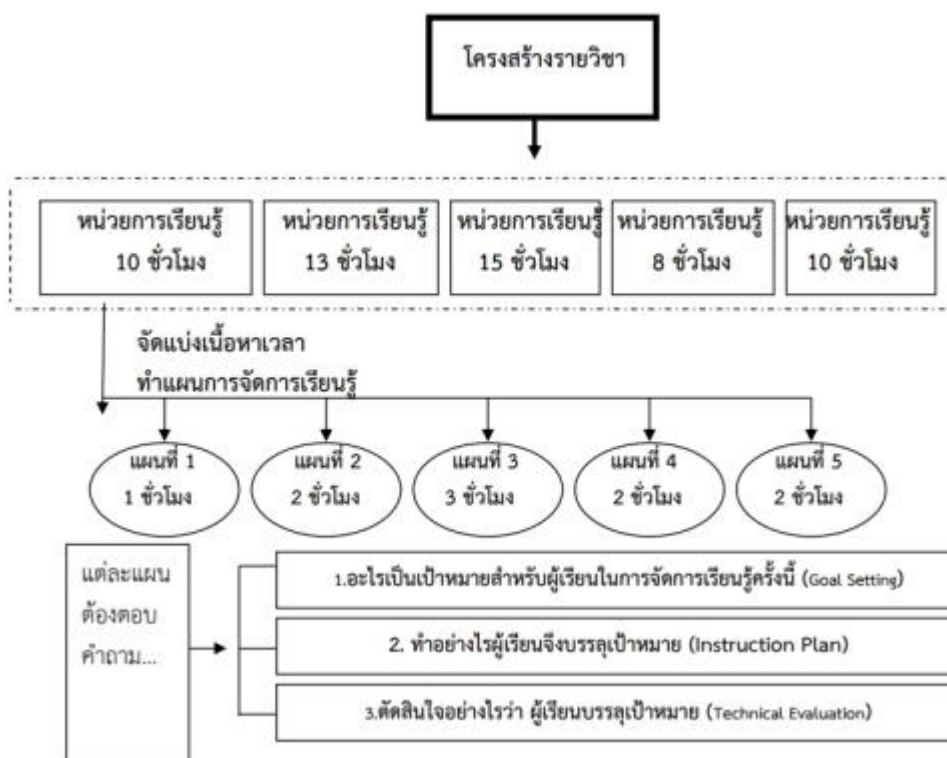 โครงสร้างรายวิชา
หน่วยการเรียนรู้
10 ชั่วโมง
หน่วยการเรียนรู้
13 ชั่วโมง
หน่วยการเรียนรู้
15 ชั่วโมง
หน่วยการเรียนรู้
8 ชั่วโมง
หน่วยการเรียนรู้
10 ชั่วโมง
จัดแบ่งเนื้อหาเวลา
ทำแผนการจัดการเรียนรู้
แผนที่ 1
1 ชั่วโมง
แผนที่ 2
2 ชั่วโมง
แผนที่ 3
3 ชั่วโมง
แผนที่ 4
2 ชั่วโมง
แผนที่ 5
2 ชั่วโมง
แต่ละแผน
ต้องตอบ
คำถาม...
1.อะไรเป็นเป้าหมายสำหรับผู้เรียนในการจัดการเรียนรู้ครั้งนี้ (Goal Setting)
2. ทำอย่างไรผู้เรียนจึงบรรลุเป้าหมาย (Instruction Plan)
3.ตัดสินใจอย่างไรว่า ผู้เรียนบรรลุเป้าหมาย (Technical Evaluation)